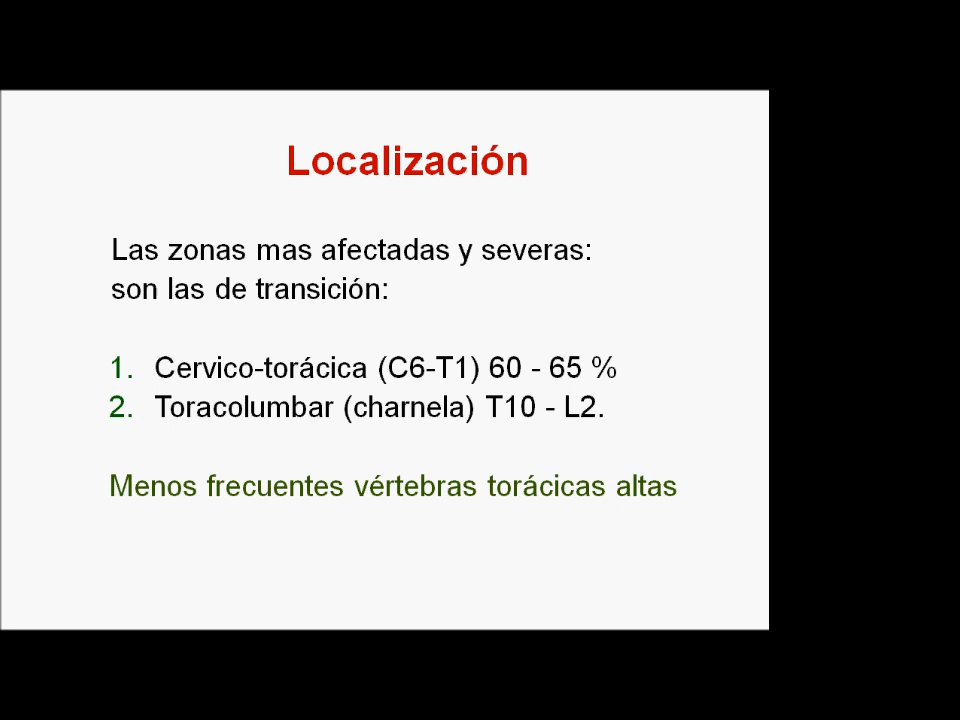 Localización
Las zonas mas afectadas y severas:
son las de transición:
1. Cervico-torácica (C6-T1) 60 - 65 %
2. Toracolumbar (charnela) T10 - L2.
Menos frecuentes vértebras torácicas altas